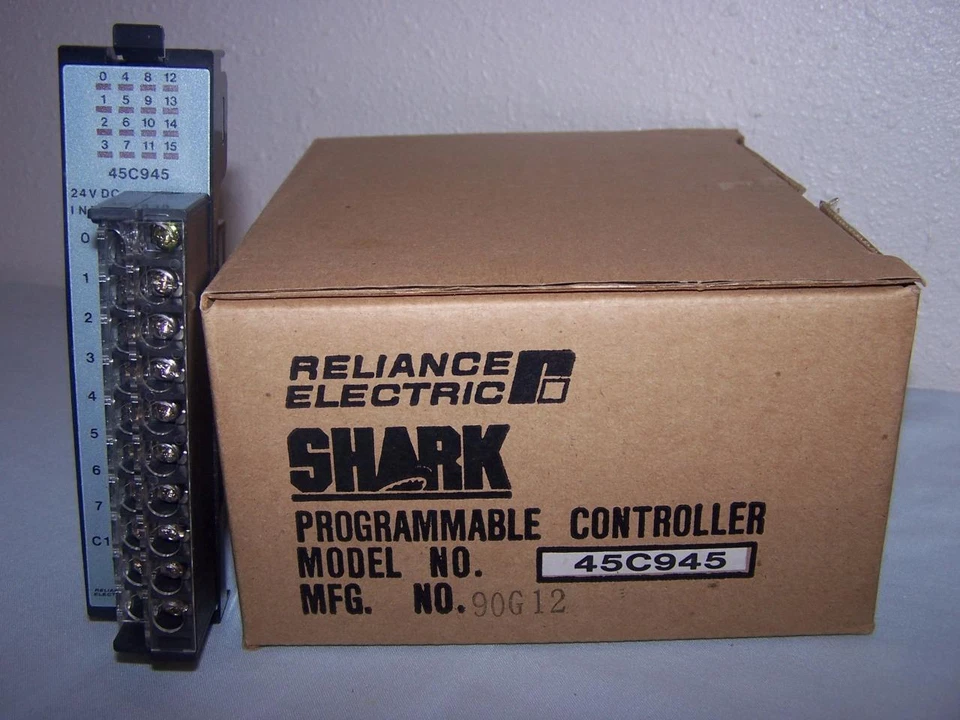 0 4 8 12
1 5 9 13
2 6 10 14
3 7 11 15
45C945
24V DC
0
1
2
3
4
5
6
7
C1
RELIANCE
ELECTRIC
SHARK
PROGRAMMABLE CONTROLLER
MODEL NO. 45C945
MFG. NO. 90G12